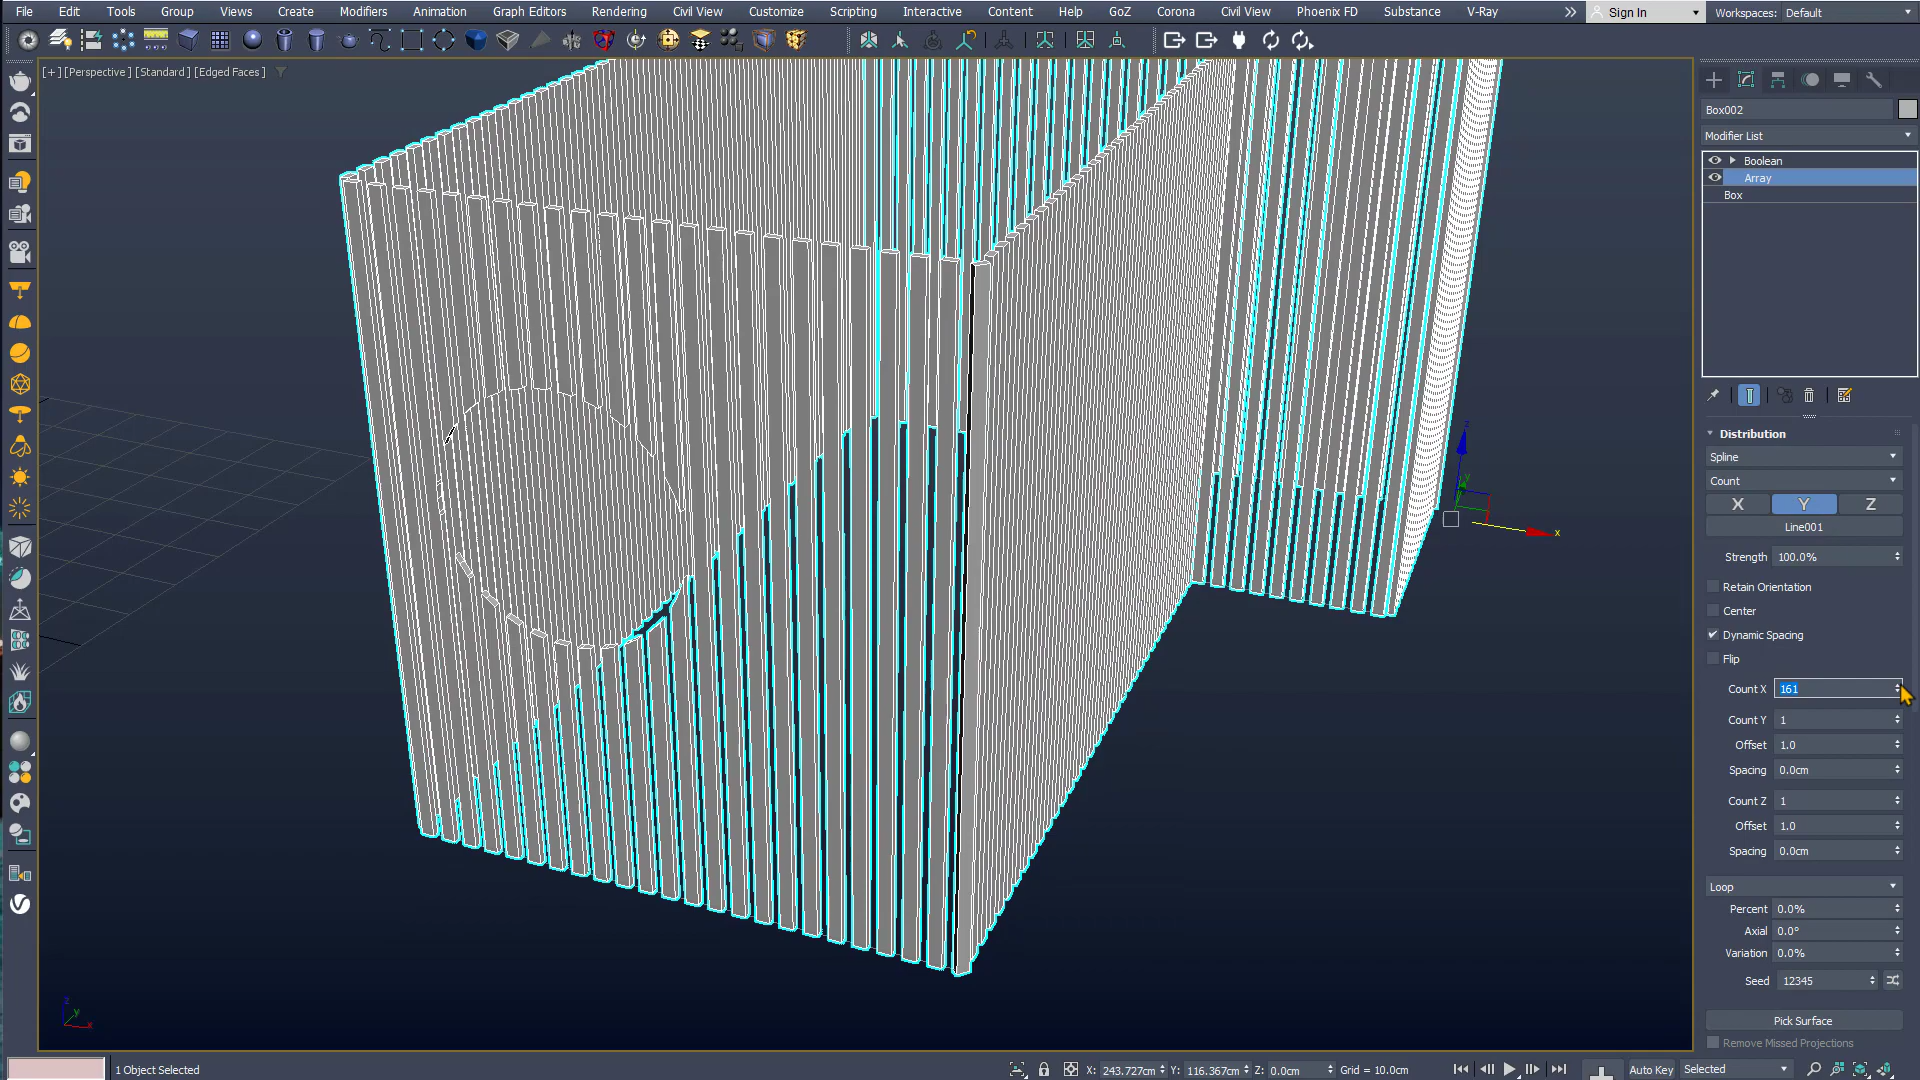 File Edit Tools Group Views Create Modifiers Animation Graph Editors Rendering Civil View Customize Scripting Interactive Content Help GoZ Corona Civil View Phoenix FD Substance V-Ray Sign In Workspaces: Default
[+] [Perspective] [Standard] [Edged Faces]
Box002
Modifier List
Boolean
Array
Box
Distribution
Spline
Count
X Y Z
Line001
Strength 100.0%
Retain Orientation
Center
Dynamic Spacing
Flip
Count X 161
Count Y 1
Offset 1.0
Spacing 0.0cm
Count Z 1
Offset 1.0
Spacing 0.0cm
Loop
Percent 0.0%
Axial 0.0°
Variation 0.0%
Seed 12345
Pick Surface
Remove Missed Projections
z
y
x
z
y
x
1 Object Selected X: 243.727cm Y: 116.367cm Z: 0.0cm Grid = 10.0cm Auto Key Selected